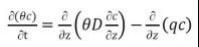 ∂(θc)/∂t = ∂/∂z (θD ∂c/∂z) − ∂/∂z (qc)